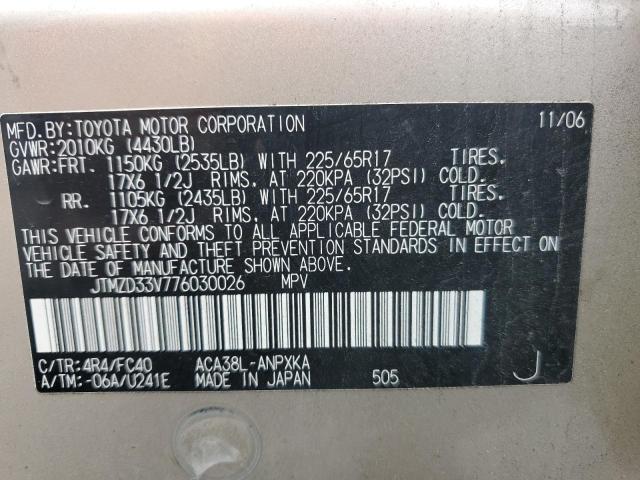 MFD.BY:TOYOTA MOTOR CORPORATION 11/06
GVWR:2010KG (4430LB)
GAWR:FRT. 1150KG (2535LB) WITH 225/65R17 TIRES.
17X6 1/2J RIMS, AT 220KPA (32PSI) COLD.
RR. 1105KG (2435LB) WITH 225/65R17 TIRES.
17X6 1/2J RIMS, AT 220KPA (32PSI) COLD.
THIS VEHICLE CONFORMS TO ALL APPLICABLE FEDERAL MOTOR
VEHICLE SAFETY AND THEFT PREVENTION STANDARDS IN EFFECT ON
THE DATE OF MANUFACTURE SHOWN ABOVE.
JTMZD33V776030026 MPV
C/TR:4R4/FC40 ACA38L-ANPXKA
A/TM:-06A/U241E MADE IN JAPAN 505 J